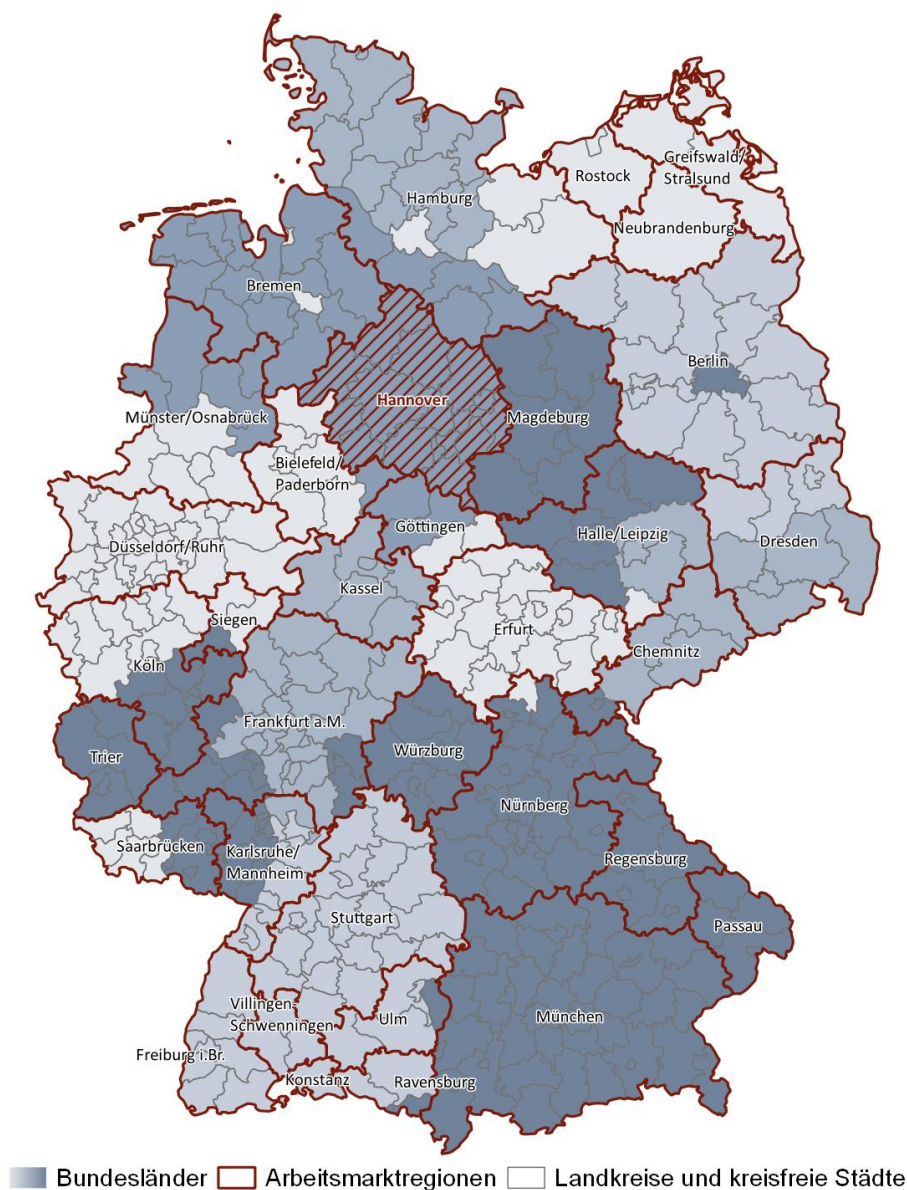 Greifswald/
Stralsund
Rostock
Hamburg
Neubrandenburg
Bremen
Berlin
Hannover
Münster/Osnabrück
Magdeburg
Bielefeld/
Paderborn
Göttingen
Halle/Leipzig
Düsseldorf/Ruhr
Dresden
Kassel
Siegen
Erfurt
Chemnitz
Köln
Frankfurt a.M.
Trier
Würzburg
Nürnberg
Saarbrücken
Karlsruhe/
Mannheim
Regensburg
Stuttgart
Passau
Villingen-
Schwenningen
Ulm
München
Freiburg i.Br.
Konstanz
Ravensburg
Bundesländer Arbeitsmarktregionen Landkreise und kreisfreie Städte